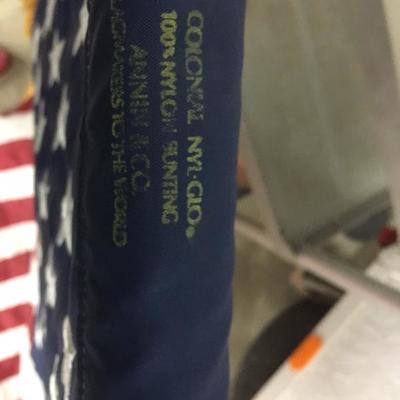 COLONIAL NYL-GLO®
100% NYLON BUNTING
ANNIN & CO.
FLAGMAKERS TO THE WORLD